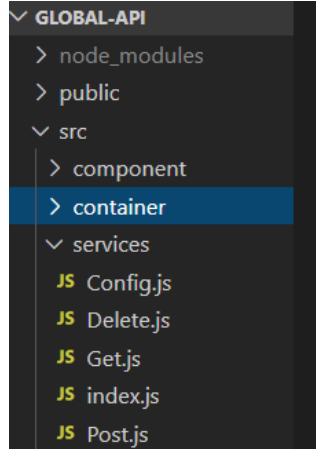 GLOBAL-API
node_modules
public
src
component
container
services
JS Config.js
JS Delete.js
JS Get.js
JS index.js
JS Post.js